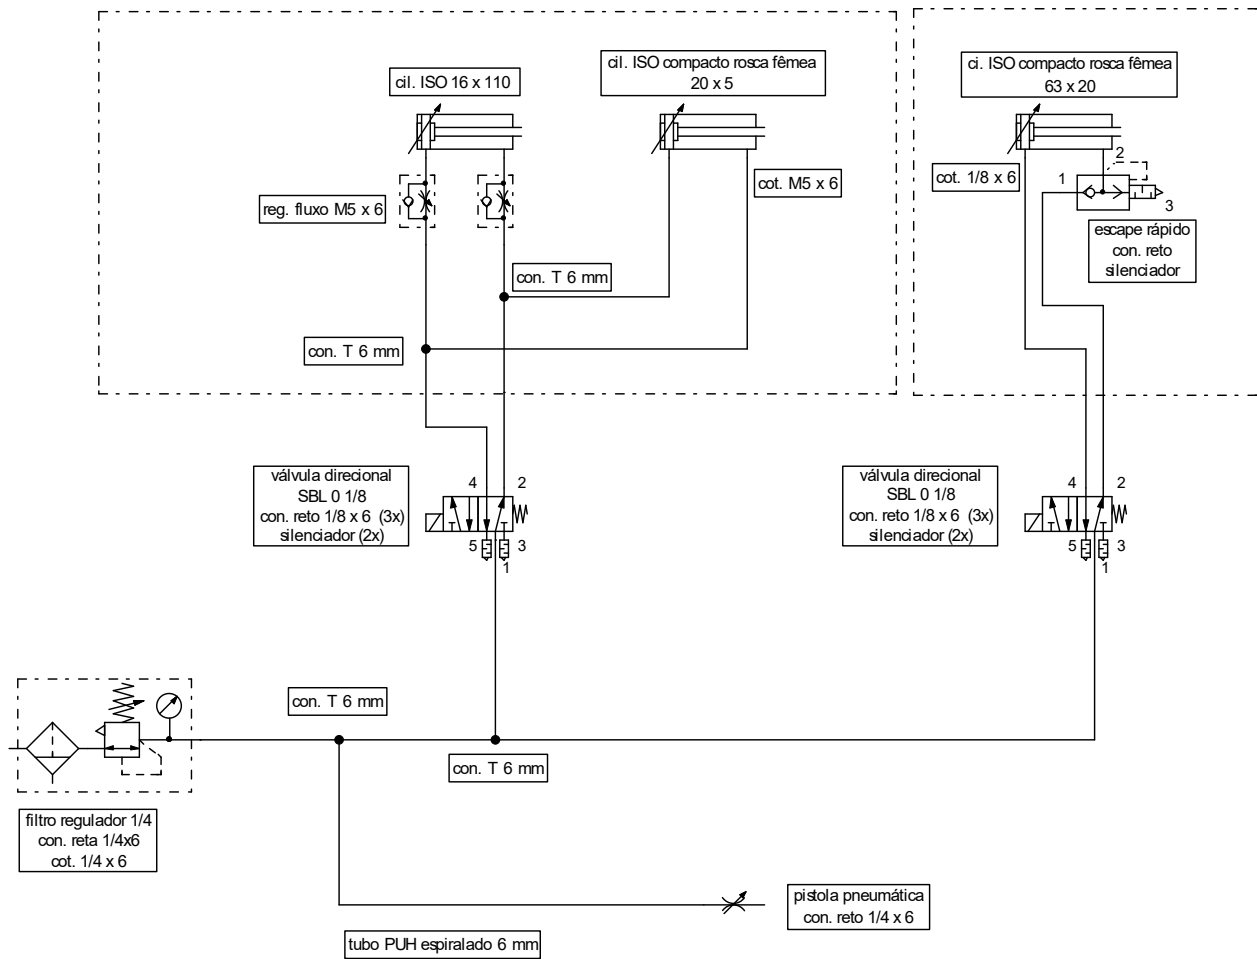 cil. ISO 16 x 110
cil. ISO compacto rosca fêmea
20 x 5
ci. ISO compacto rosca fêmea
63 x 20
reg. fluxo M5 x 6
cot. M5 x 6
cot. 1/8 x 6
1
2
3
escape rápido
con. reto
silenciador
con. T 6 mm
con. T 6 mm
válvula direcional
SBL 0 1/8
con. reto 1/8 x 6 (3x)
silenciador (2x)
4
2
5
3
1
válvula direcional
SBL 0 1/8
con. reto 1/8 x 6 (3x)
silenciador (2x)
4
2
5
3
1
con. T 6 mm
con. T 6 mm
filtro regulador 1/4
con. reta 1/4x6
cot. 1/4 x 6
pistola pneumática
con. reto 1/4 x 6
tubo PUH espiralado 6 mm